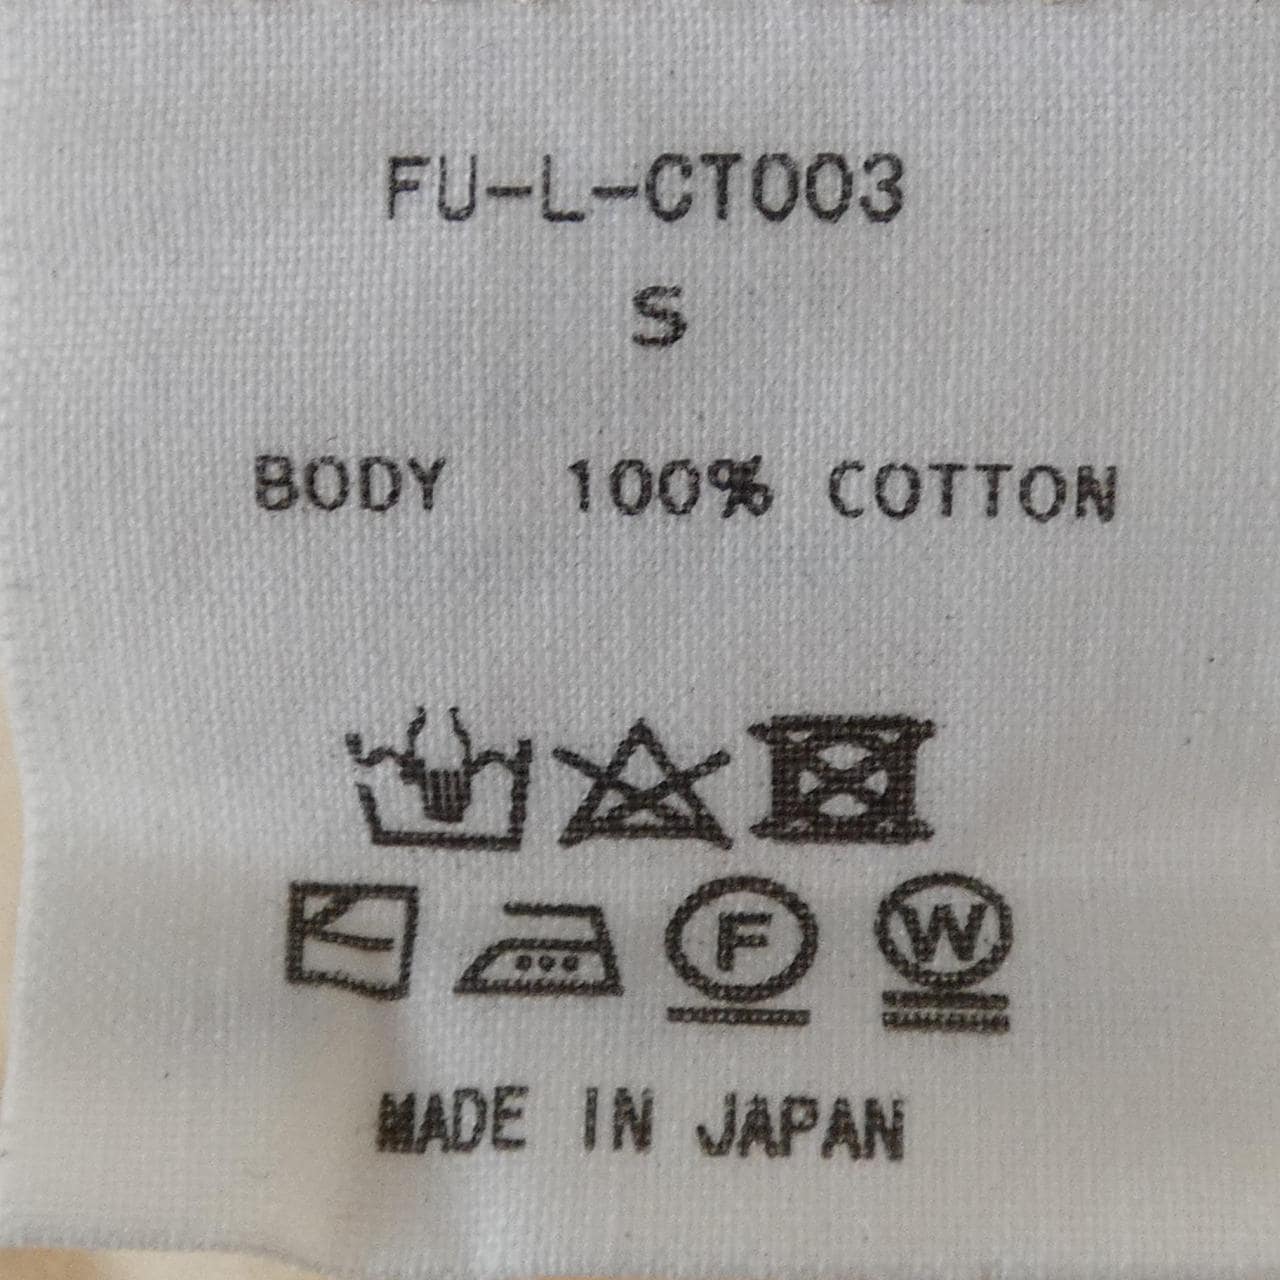 FU-L-CT003
S
BODY 100% COTTON
F W
MADE IN JAPAN